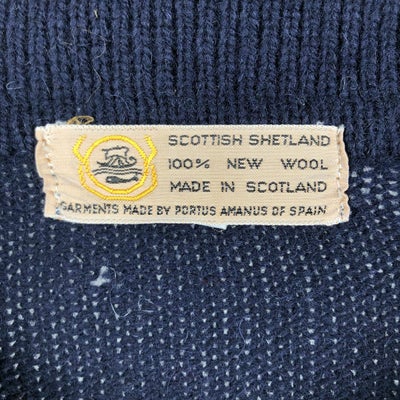 SCOTTISH SHETLAND
100% NEW WOOL
MADE IN SCOTLAND
GARMENTS MADE BY PORTUS AMANUS OF SPAIN